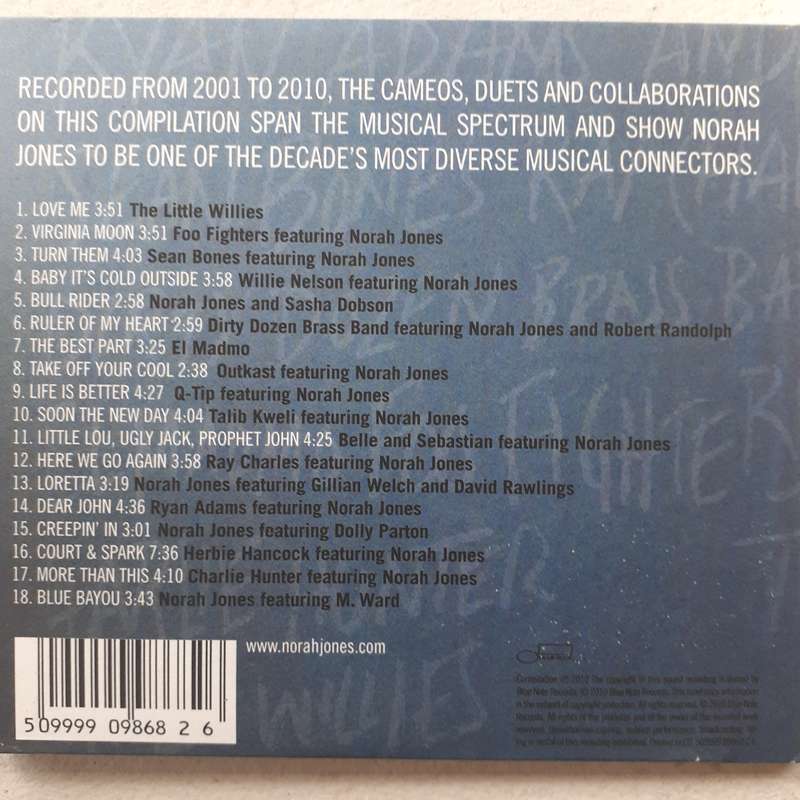 RYAN ADAMS AND
RECORDED FROM 2001 TO 2010, THE CAMEOS, DUETS AND COLLABORATIONS
ON THIS COMPILATION SPAN THE MUSICAL SPECTRUM AND SHOW NORAH
JONES TO BE ONE OF THE DECADE'S MOST DIVERSE MUSICAL CONNECTORS.
1. LOVE ME 3:51 The Little Willies
2. VIRGINIA MOON 3:51 Foo Fighters featuring Norah Jones
3. TURN THEM 4:03 Sean Bones featuring Norah Jones
4. BABY IT'S COLD OUTSIDE 3:58 Willie Nelson featuring Norah Jones
5. BULL RIDER 2:58 Norah Jones and Sasha Dobson
6. RULER OF MY HEART 2:59 Dirty Dozen Brass Band featuring Norah Jones and Robert Randolph
7. THE BEST PART 3:25 El Madmo
8. TAKE OFF YOUR COOL 2:38 Outkast featuring Norah Jones
9. LIFE IS BETTER 4:27 Q-Tip featuring Norah Jones
10. SOON THE NEW DAY 4:04 Talib Kweli featuring Norah Jones
11. LITTLE LOU, UGLY JACK, PROPHET JOHN 4:25 Belle and Sebastian featuring Norah Jones
12. HERE WE GO AGAIN 3:58 Ray Charles featuring Norah Jones
13. LORETTA 3:19 Norah Jones featuring Gillian Welch and David Rawlings
14. DEAR JOHN 4:36 Ryan Adams featuring Norah Jones
15. CREEPIN' IN 3:01 Norah Jones featuring Dolly Parton
16. COURT & SPARK 7:36 Herbie Hancock featuring Norah Jones
17. MORE THAN THIS 4:10 Charlie Hunter featuring Norah Jones
18. BLUE BAYOU 3:43 Norah Jones featuring M. Ward
www.norahjones.com
5 099999 09868 2 6
WILLIES